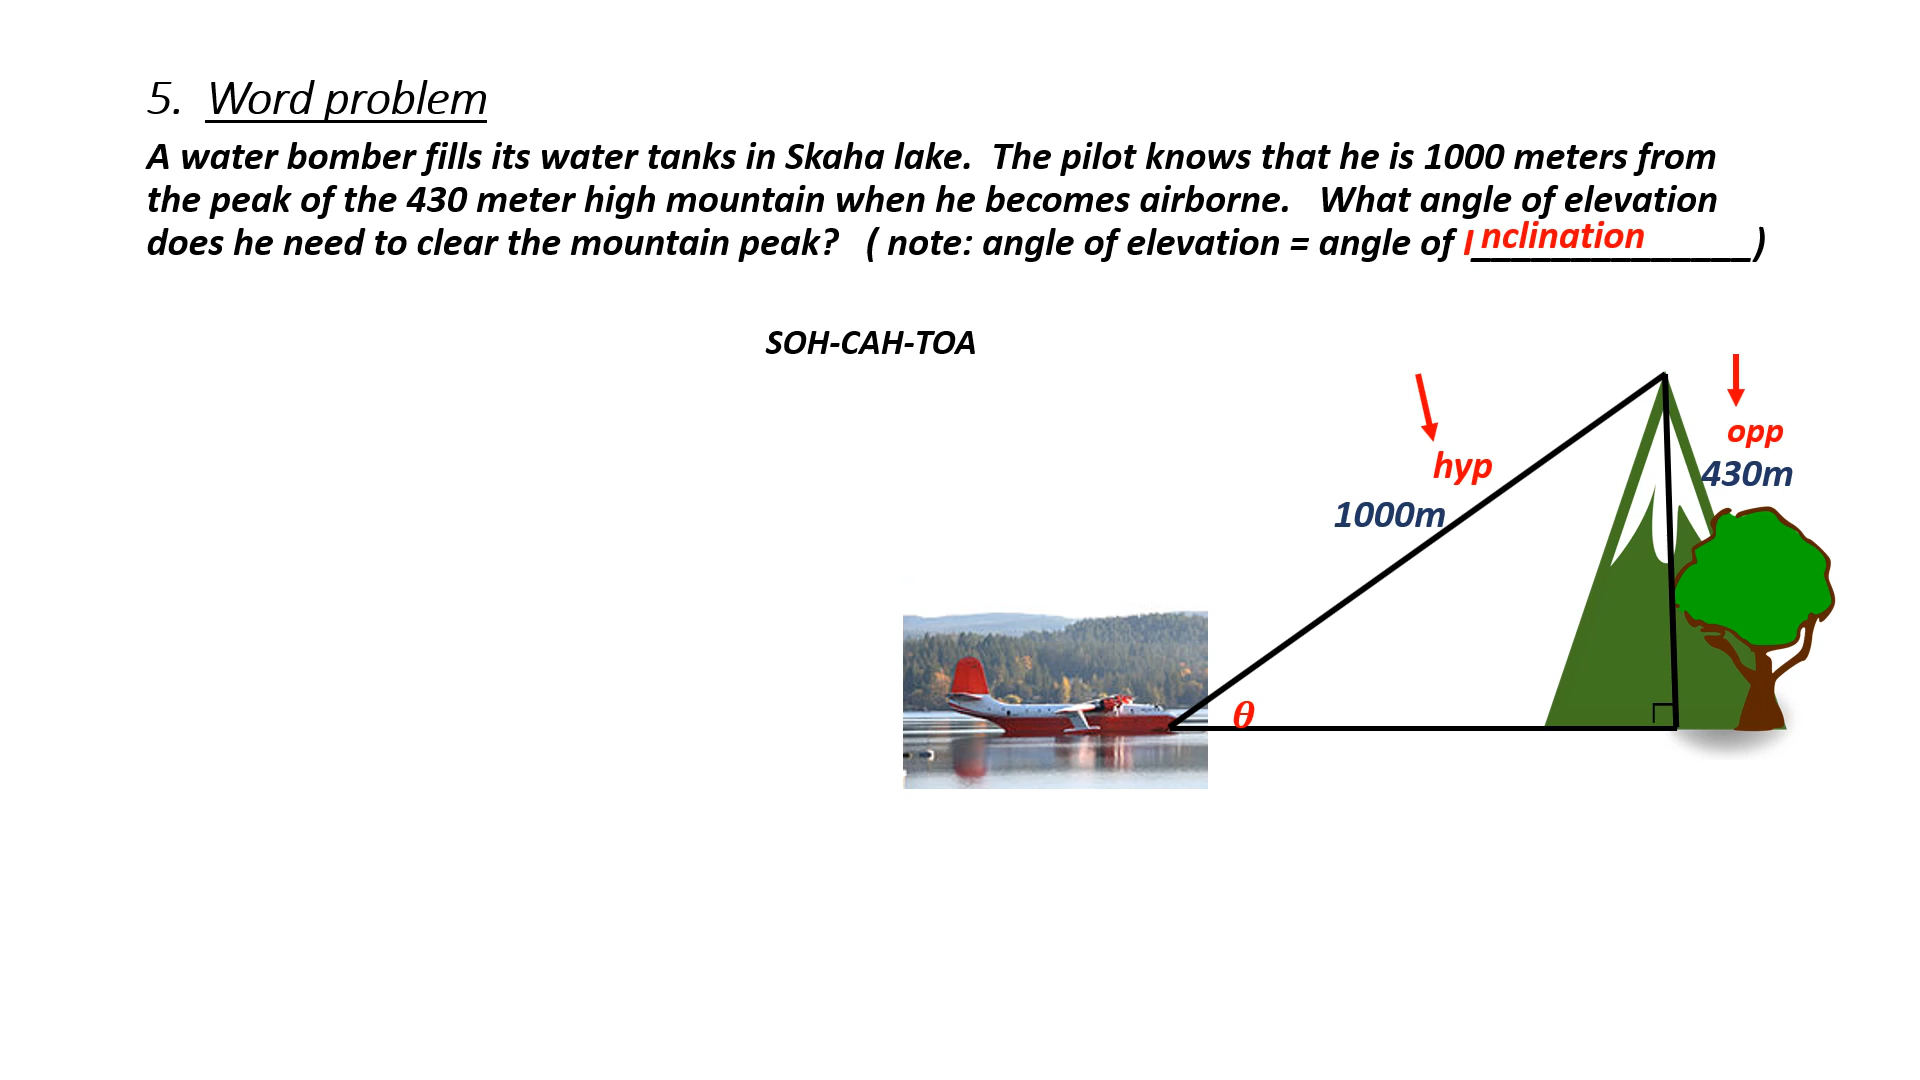 5. Word problem
A water bomber fills its water tanks in Skaha lake. The pilot knows that he is 1000 meters from
the peak of the 430 meter high mountain when he becomes airborne. What angle of elevation
does he need to clear the mountain peak? ( note: angle of elevation = angle of Inclination______________)
SOH-CAH-TOA
opp
hyp
430m
1000m
θ